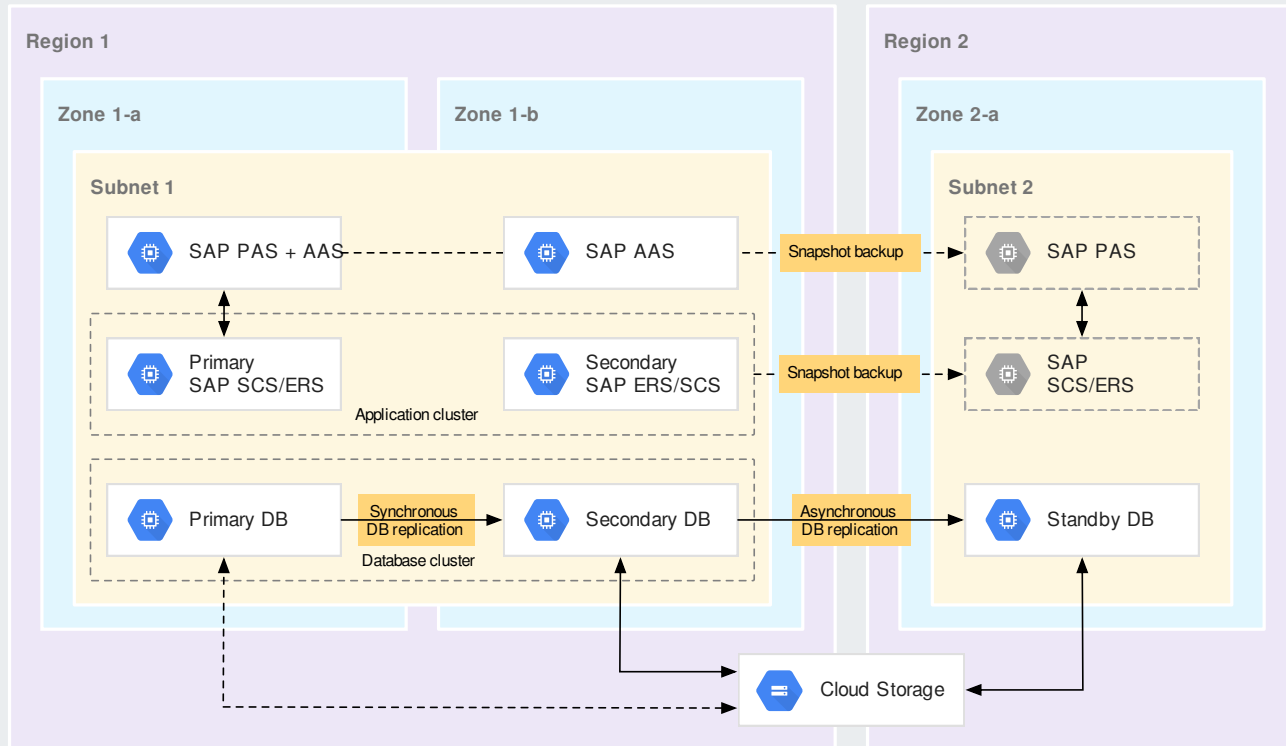 Region 1
Region 2
Zone 1-a
Zone 1-b
Zone 2-a
Subnet 1
Subnet 2
SAP PAS + AAS
SAP AAS
Snapshot backup
SAP PAS
Primary
SAP SCS/ERS
Secondary
SAP ERS/SCS
Snapshot backup
SAP
SCS/ERS
Application cluster
Primary DB
Synchronous
DB replication
Secondary DB
Asynchronous
DB replication
Standby DB
Database cluster
Cloud Storage